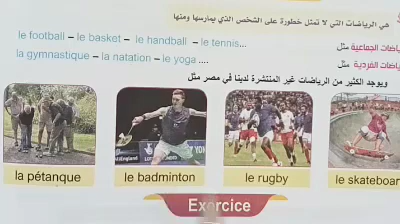 هي الرياضات التي لا تمثل خطورة على الشخص الذي يمارسها ومنها
الرياضات الجماعية مثل le football – le basket – le handball – le tennis...
الرياضات الفردية مثل la gymnastique – la natation – le yoga ....
ويوجد الكثير من الرياضات غير المنتشرة لدينا في مصر مثل
la pétanque
le badminton
le rugby
le skateboar
Exercice